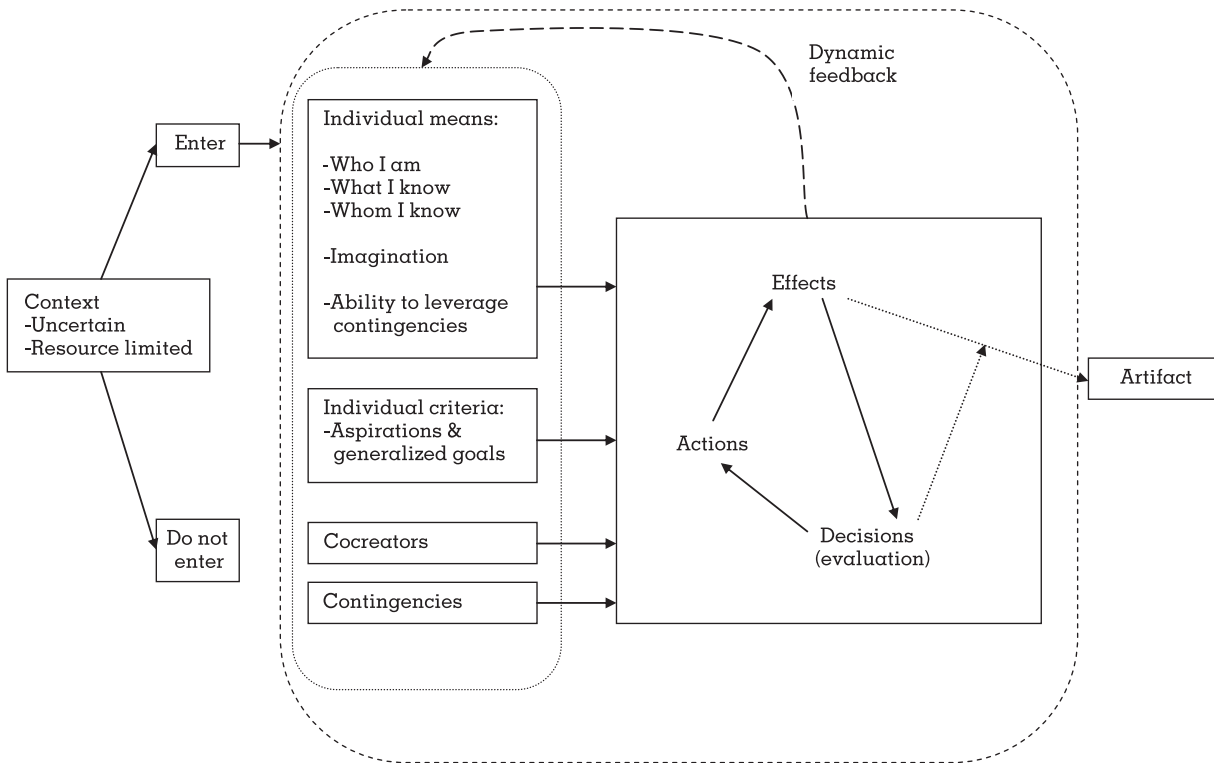 Dynamic
feedback
Enter
Context
-Uncertain
-Resource limited
Do not
enter
Individual means:
-Who I am
-What I know
-Whom I know
-Imagination
-Ability to leverage
contingencies
Individual criteria:
-Aspirations &
generalized goals
Cocreators
Contingencies
Effects
Actions
Decisions
(evaluation)
Artifact